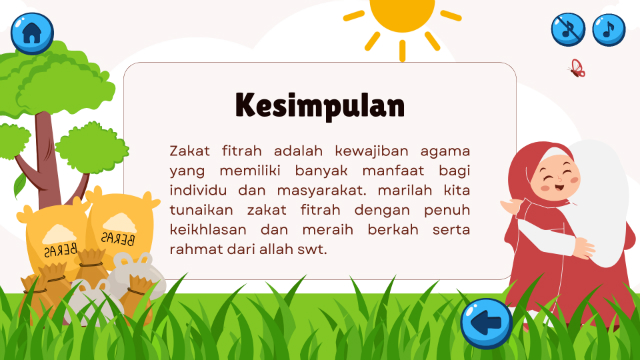 Kesimpulan
Zakat fitrah adalah kewajiban agama
yang memiliki banyak manfaat bagi
individu dan masyarakat. marilah kita
tunaikan zakat fitrah dengan penuh
keikhlasan dan meraih berkah serta
rahmat dari allah swt.
BERAS
BERAS